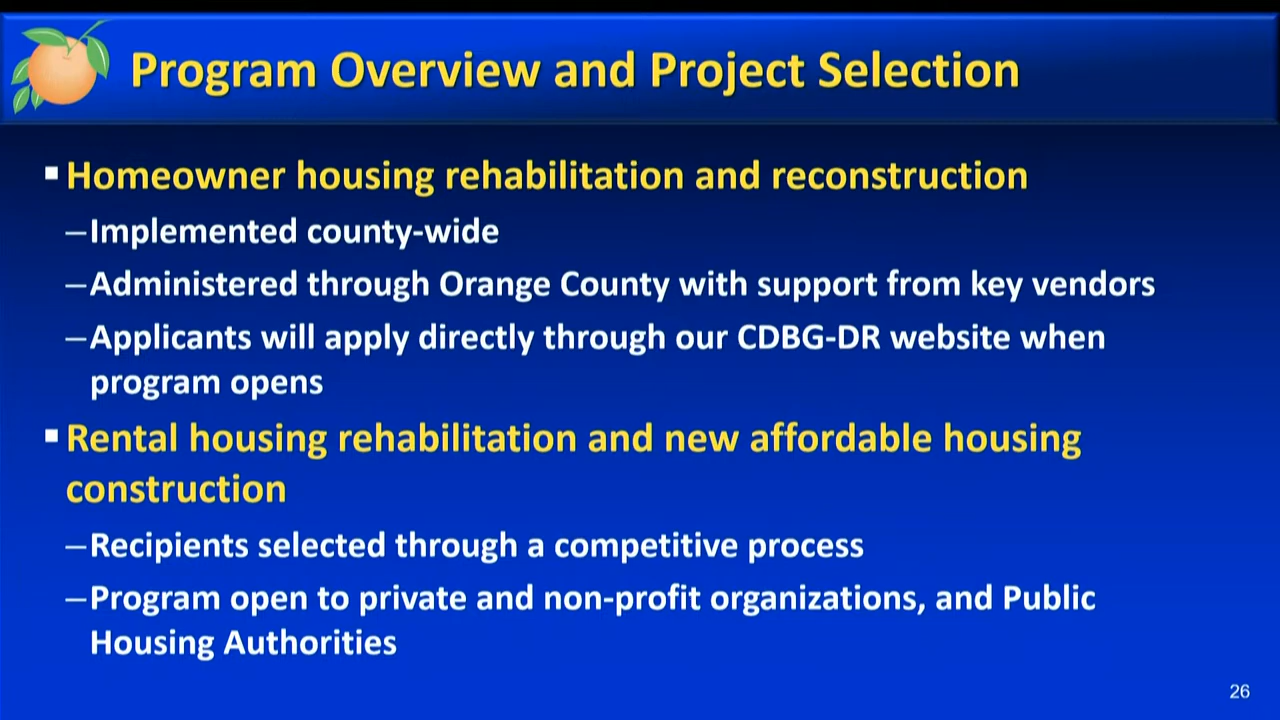 Program Overview and Project Selection
▪Homeowner housing rehabilitation and reconstruction
–Implemented county-wide
–Administered through Orange County with support from key vendors
–Applicants will apply directly through our CDBG-DR website when
program opens
▪Rental housing rehabilitation and new affordable housing
construction
–Recipients selected through a competitive process
–Program open to private and non-profit organizations, and Public
Housing Authorities
26